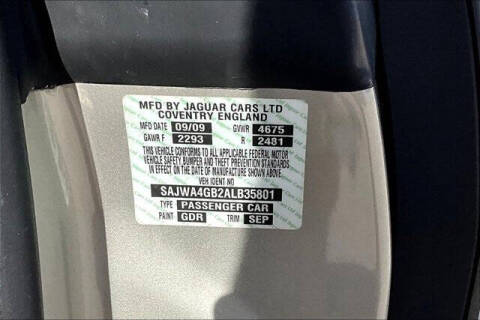 MFD BY JAGUAR CARS LTD
COVENTRY ENGLAND
MFD DATE 09/09 GVWR 4675
GAWR F 2293 R 2481
THIS VEHICLE CONFORMS TO ALL APPLICABLE FEDERAL MOTOR
VEHICLE SAFETY, BUMPER AND THEFT PREVENTION STANDARDS
IN EFFECT ON THE DATE OF MANUFACTURE SHOWN ABOVE.
VEH IDENT NO
SAJWA4GB2ALB35801
TYPE PASSENGER CAR
PAINT GDR TRIM SEP